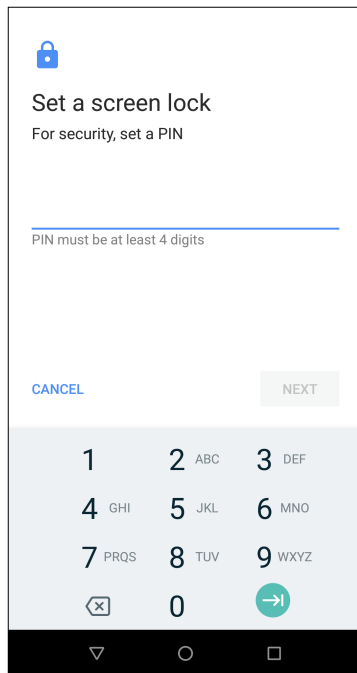 Set a screen lock
For security, set a PIN
PIN must be at least 4 digits
CANCEL NEXT
1 2 ABC 3 DEF
4 GHI 5 JKL 6 MNO
7 PRQS 8 TUV 9 WXYZ
0